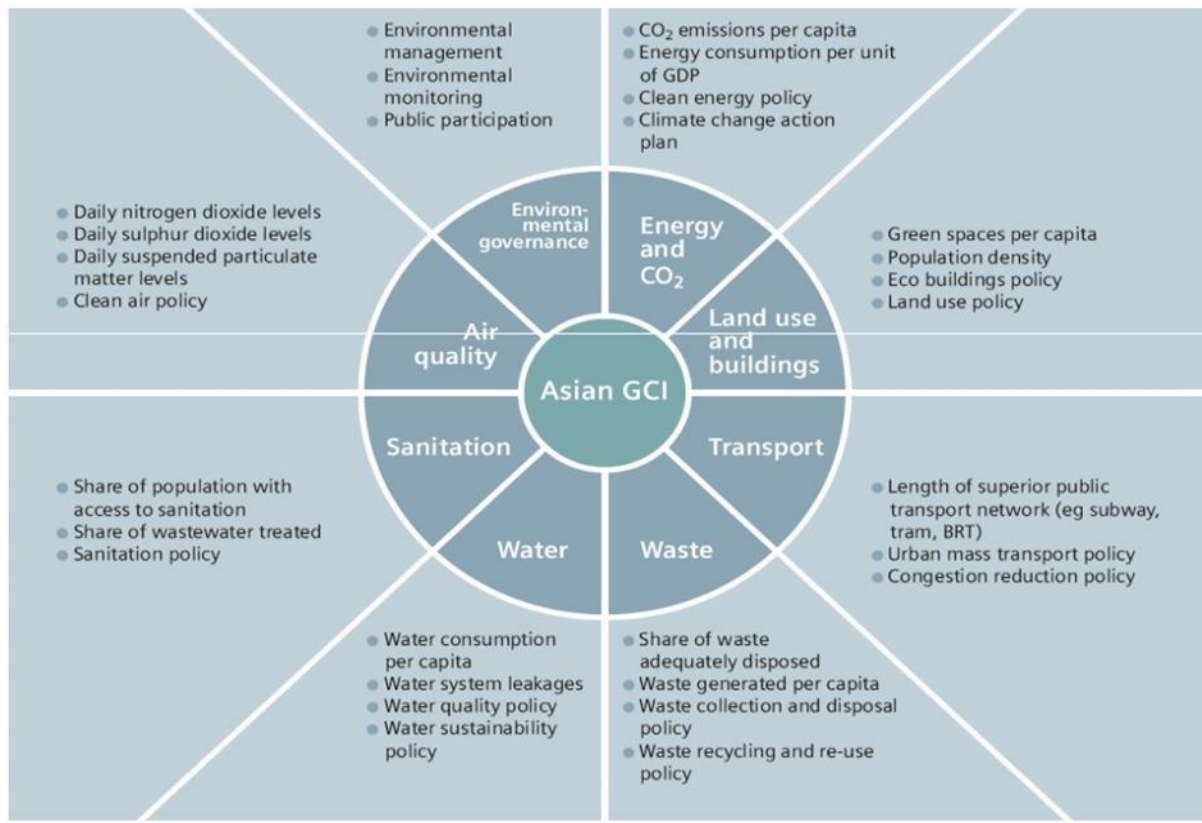 ● Environmental
management
● Environmental
monitoring
● Public participation
● CO₂ emissions per capita
● Energy consumption per unit
of GDP
● Clean energy policy
● Climate change action
plan
● Daily nitrogen dioxide levels
● Daily sulphur dioxide levels
● Daily suspended particulate
matter levels
● Clean air policy
Environ-
mental
governance
Energy
and
CO₂
● Green spaces per capita
● Population density
● Eco buildings policy
● Land use policy
Air
quality
Land use
and
buildings
Asian GCI
Sanitation
Transport
Water
Waste
● Share of population with
access to sanitation
● Share of wastewater treated
● Sanitation policy
● Length of superior public
transport network (eg subway,
tram, BRT)
● Urban mass transport policy
● Congestion reduction policy
● Water consumption
per capita
● Water system leakages
● Water quality policy
● Water sustainability
policy
● Share of waste
adequately disposed
● Waste generated per capita
● Waste collection and disposal
policy
● Waste recycling and re-use
policy